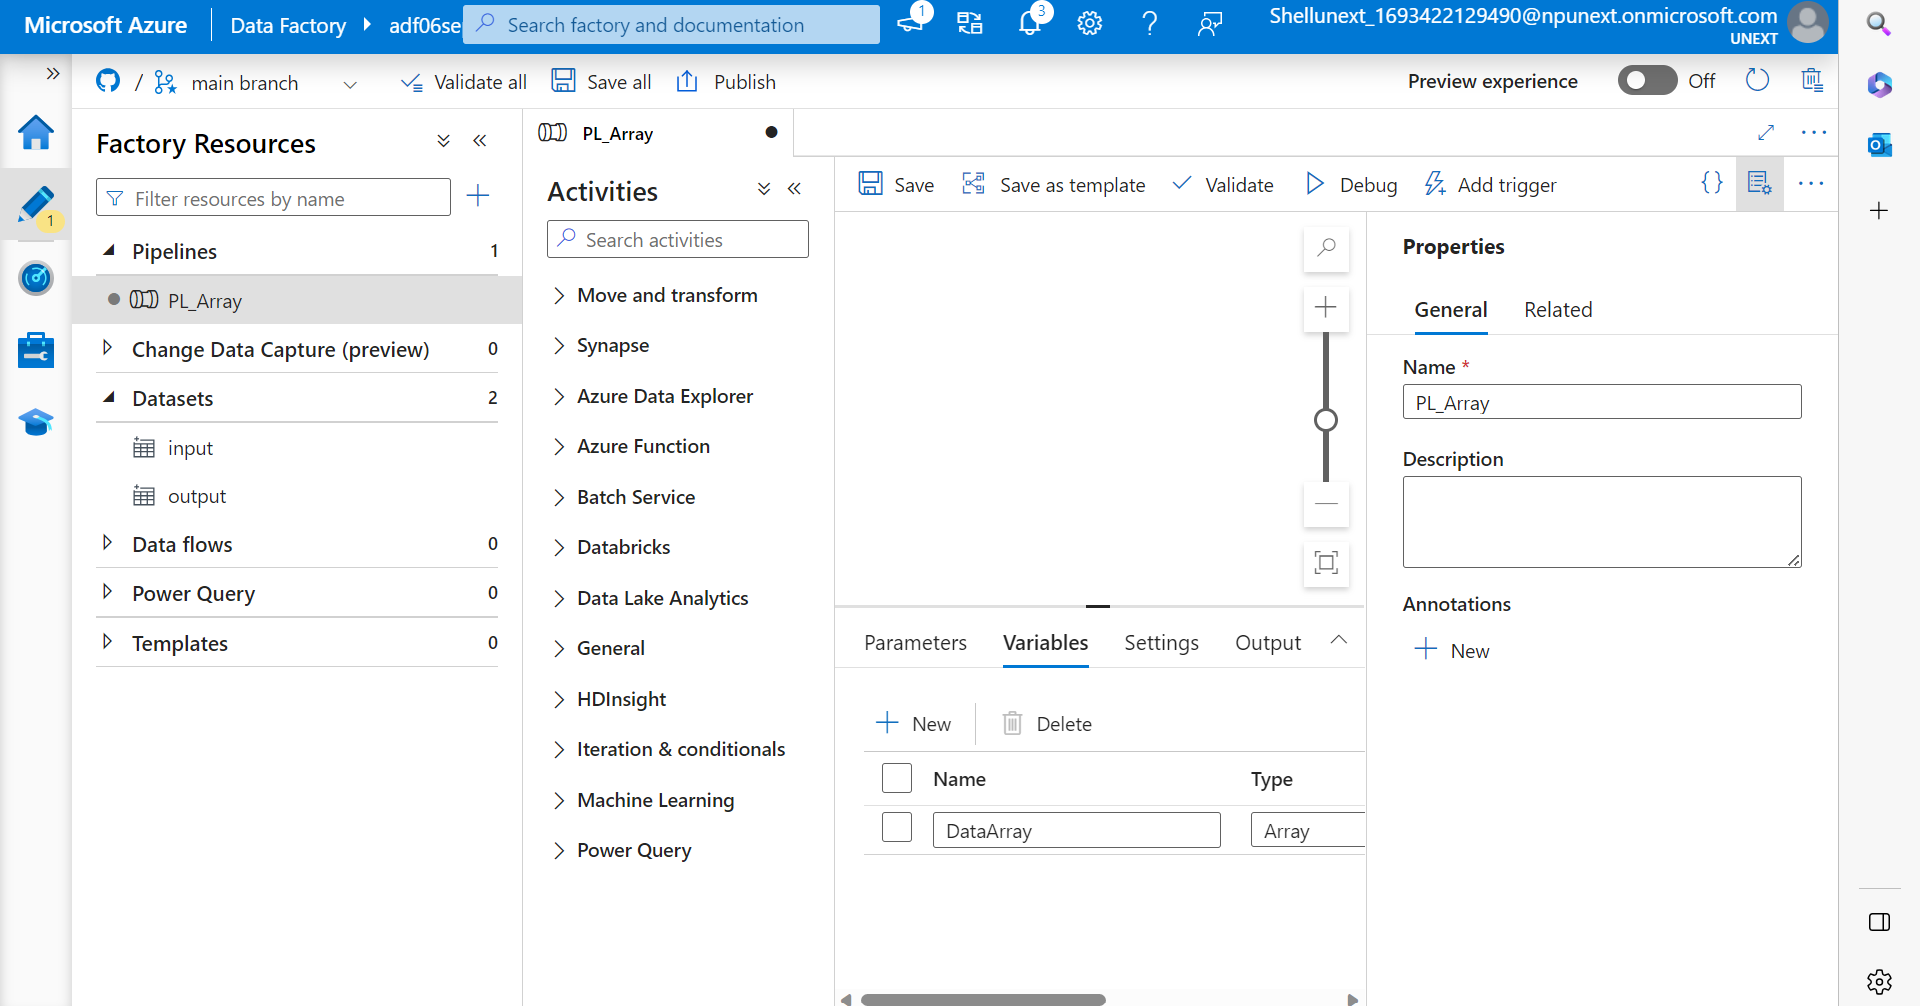 Microsoft Azure
Data Factory
adf06se
Search factory and documentation
1
3
Shellunext_1693422129490@npunext.onmicrosoft.com
UNEXT
/
main branch
Validate all
Save all
Publish
Preview experience
Off
1
Factory Resources
Filter resources by name
Pipelines 1
PL_Array
Change Data Capture (preview) 0
Datasets 2
input
output
Data flows 0
Power Query 0
Templates 0
PL_Array
Activities
Search activities
Move and transform
Synapse
Azure Data Explorer
Azure Function
Batch Service
Databricks
Data Lake Analytics
General
HDInsight
Iteration & conditionals
Machine Learning
Power Query
Save
Save as template
Validate
Debug
Add trigger
{}
Parameters
Variables
Settings
Output
New
Delete
Name Type
DataArray Array
Properties
General
Related
Name *
PL_Array
Description
Annotations
New